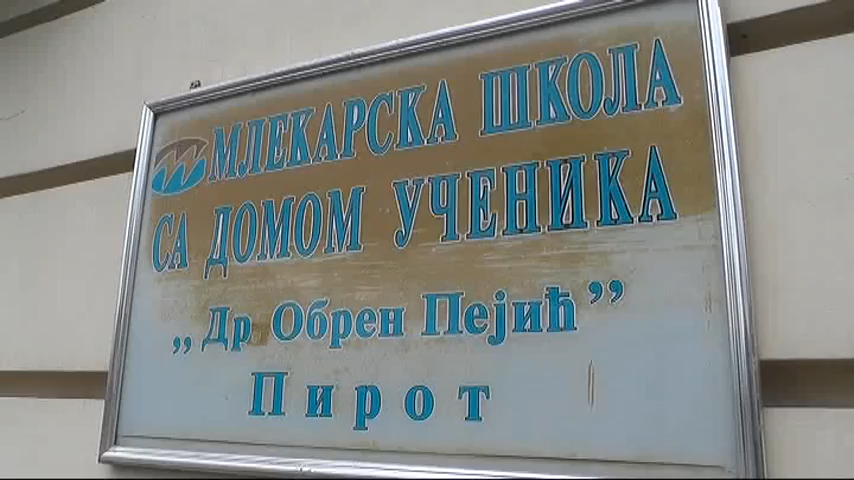 МЛЕКАРСКА ШКОЛА
СА ДОМОМ УЧЕНИКА
„Др Обрен Пејић”
Пирот